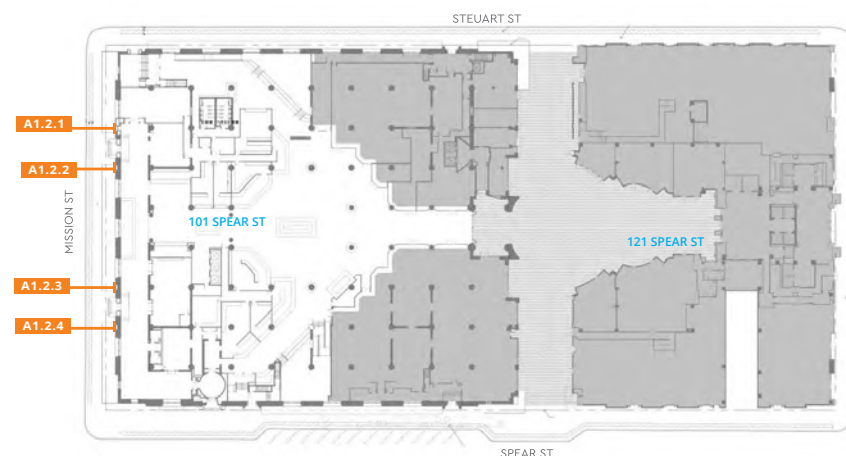 STEUART ST
A1.2.1
A1.2.2
MISSION ST
101 SPEAR ST
121 SPEAR ST
A1.2.3
A1.2.4
SPEAR ST